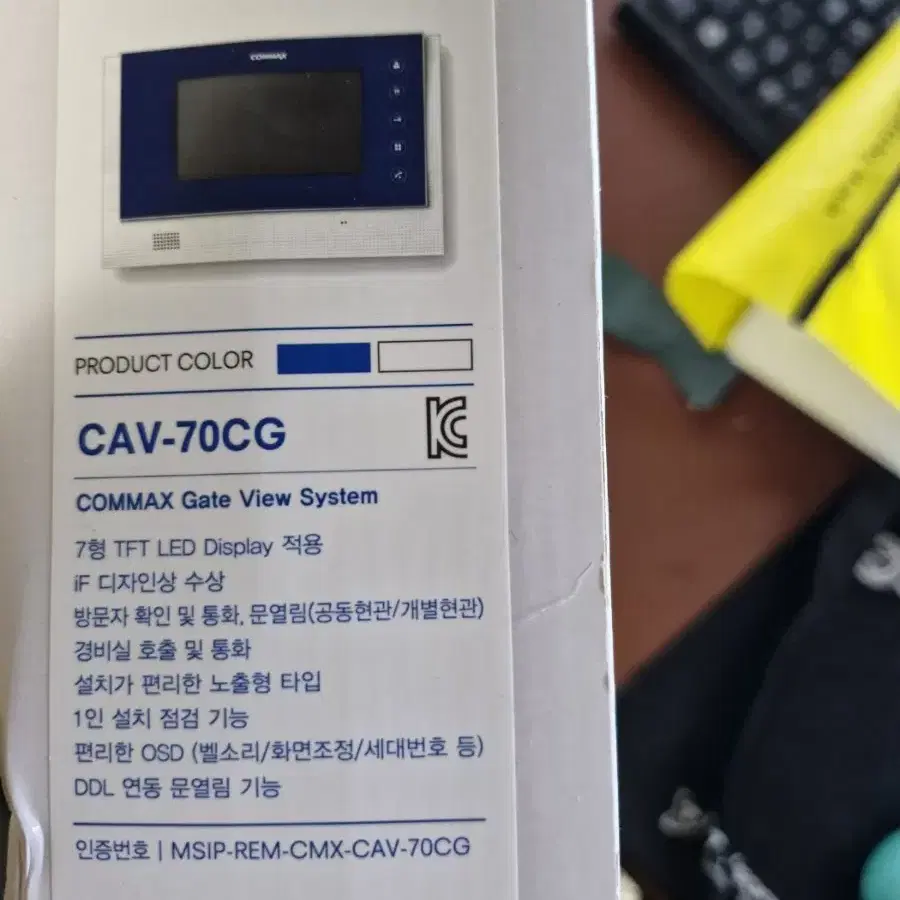 COMMAX
PRODUCT COLOR
CAV-70CG
COMMAX Gate View System
7형 TFT LED Display 적용
iF 디자인상 수상
방문자 확인 및 통화, 문열림(공동현관/개별현관)
경비실 호출 및 통화
설치가 편리한 노출형 타입
1인 설치 점검 기능
편리한 OSD (벨소리/화면조정/세대번호 등)
DDL 연동 문열림 기능
인증번호 | MSIP-REM-CMX-CAV-70CG